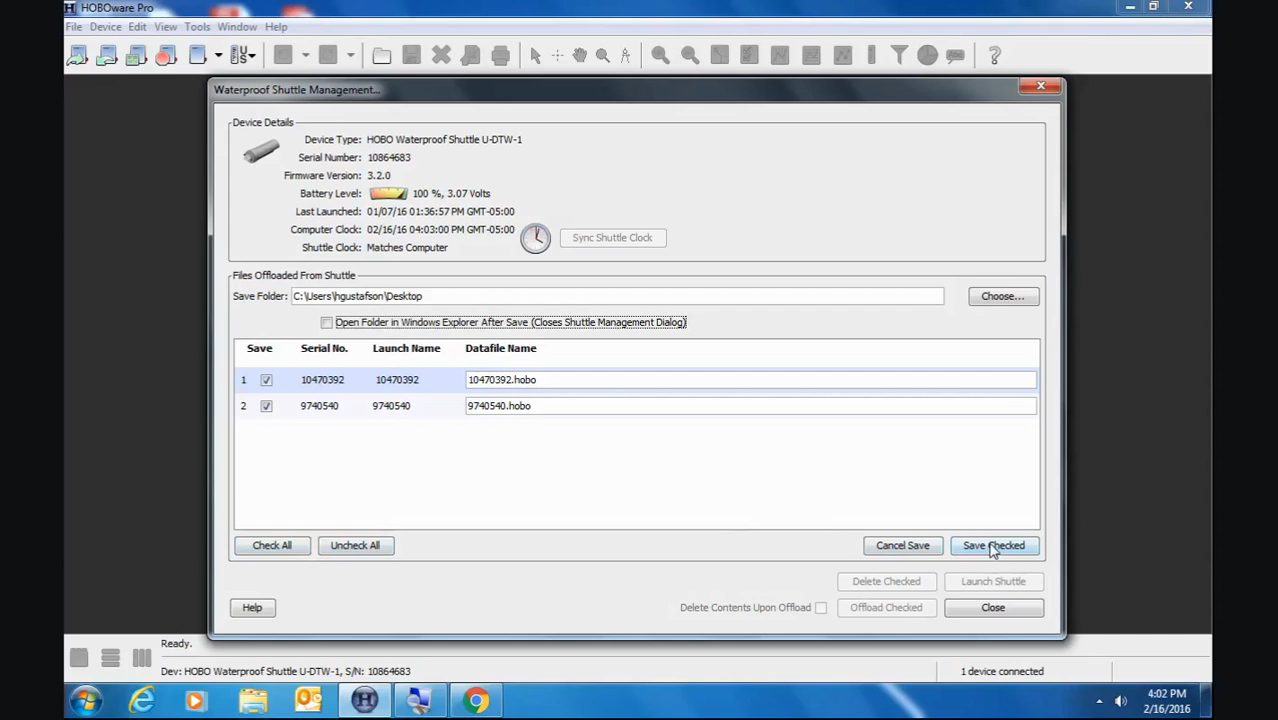 HOBOware Pro
File Device Edit View Tools Window Help
Waterproof Shuttle Management...
Device Details
Device Type: HOBO Waterproof Shuttle U-DTW-1
Serial Number: 10864683
Firmware Version: 3.2.0
Battery Level: 100 %, 3.07 Volts
Last Launched: 01/07/16 01:36:57 PM GMT-05:00
Computer Clock: 02/16/16 04:03:00 PM GMT-05:00
Sync Shuttle Clock
Shuttle Clock: Matches Computer
Files Offloaded From Shuttle
Save Folder: C:\Users\hgustafson\Desktop Choose...
Open Folder in Windows Explorer After Save (Closes Shuttle Management Dialog)
Save Serial No. Launch Name Datafile Name
1 10470392 10470392 10470392.hobo
2 9740540 9740540 9740540.hobo
Check All Uncheck All Cancel Save Save Checked
Delete Checked Launch Shuttle
Help Delete Contents Upon Offload Offload Checked Close
Ready.
Dev: HOBO Waterproof Shuttle U-DTW-1, S/N: 10864683 1 device connected
4:02 PM
2/16/2016